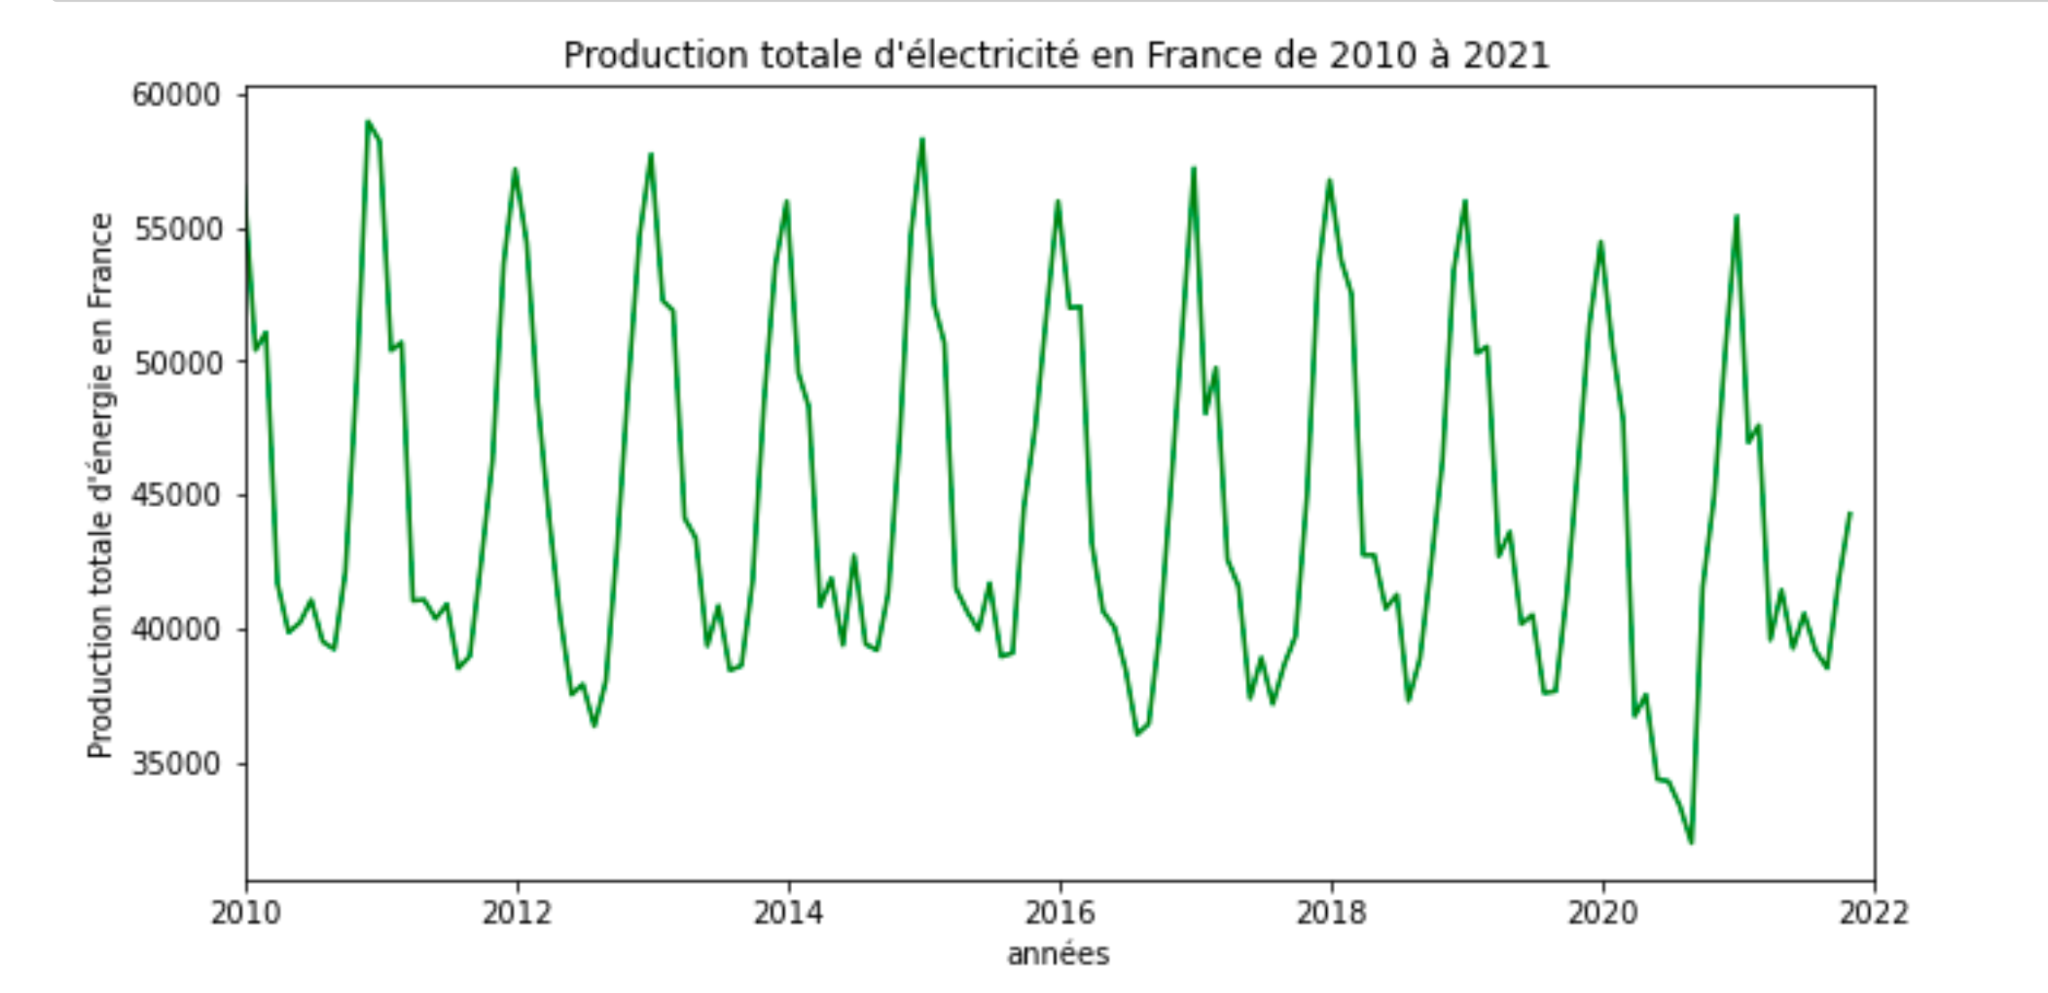 Production totale d'électricité en France de 2010 à 2021
Production totale d'énergie en France
60000
55000
50000
45000
40000
35000
2010 2012 2014 2016 2018 2020 2022
années